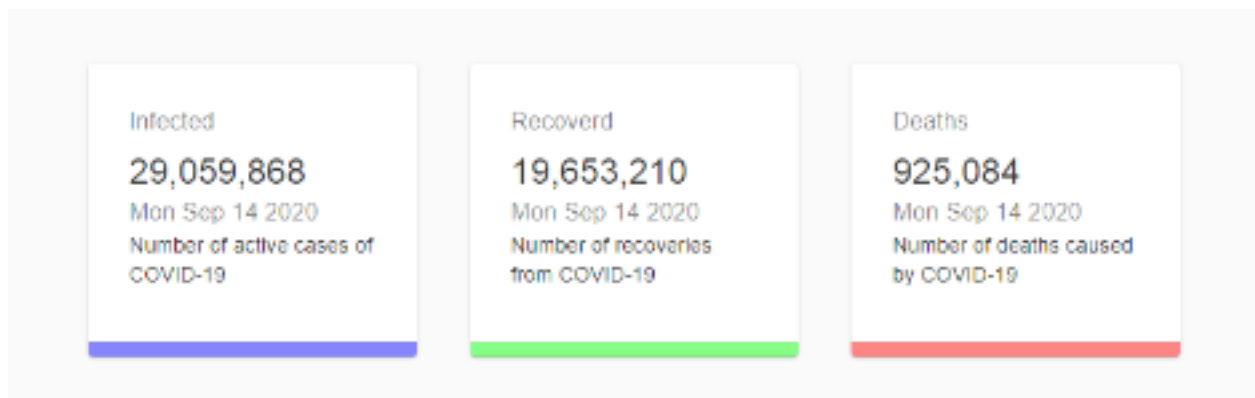 Infected
29,059,868
Mon Sep 14 2020
Number of active cases of
COVID-19
Recoverd
19,653,210
Mon Sep 14 2020
Number of recoveries
from COVID-19
Deaths
925,084
Mon Sep 14 2020
Number of deaths caused
by COVID-19